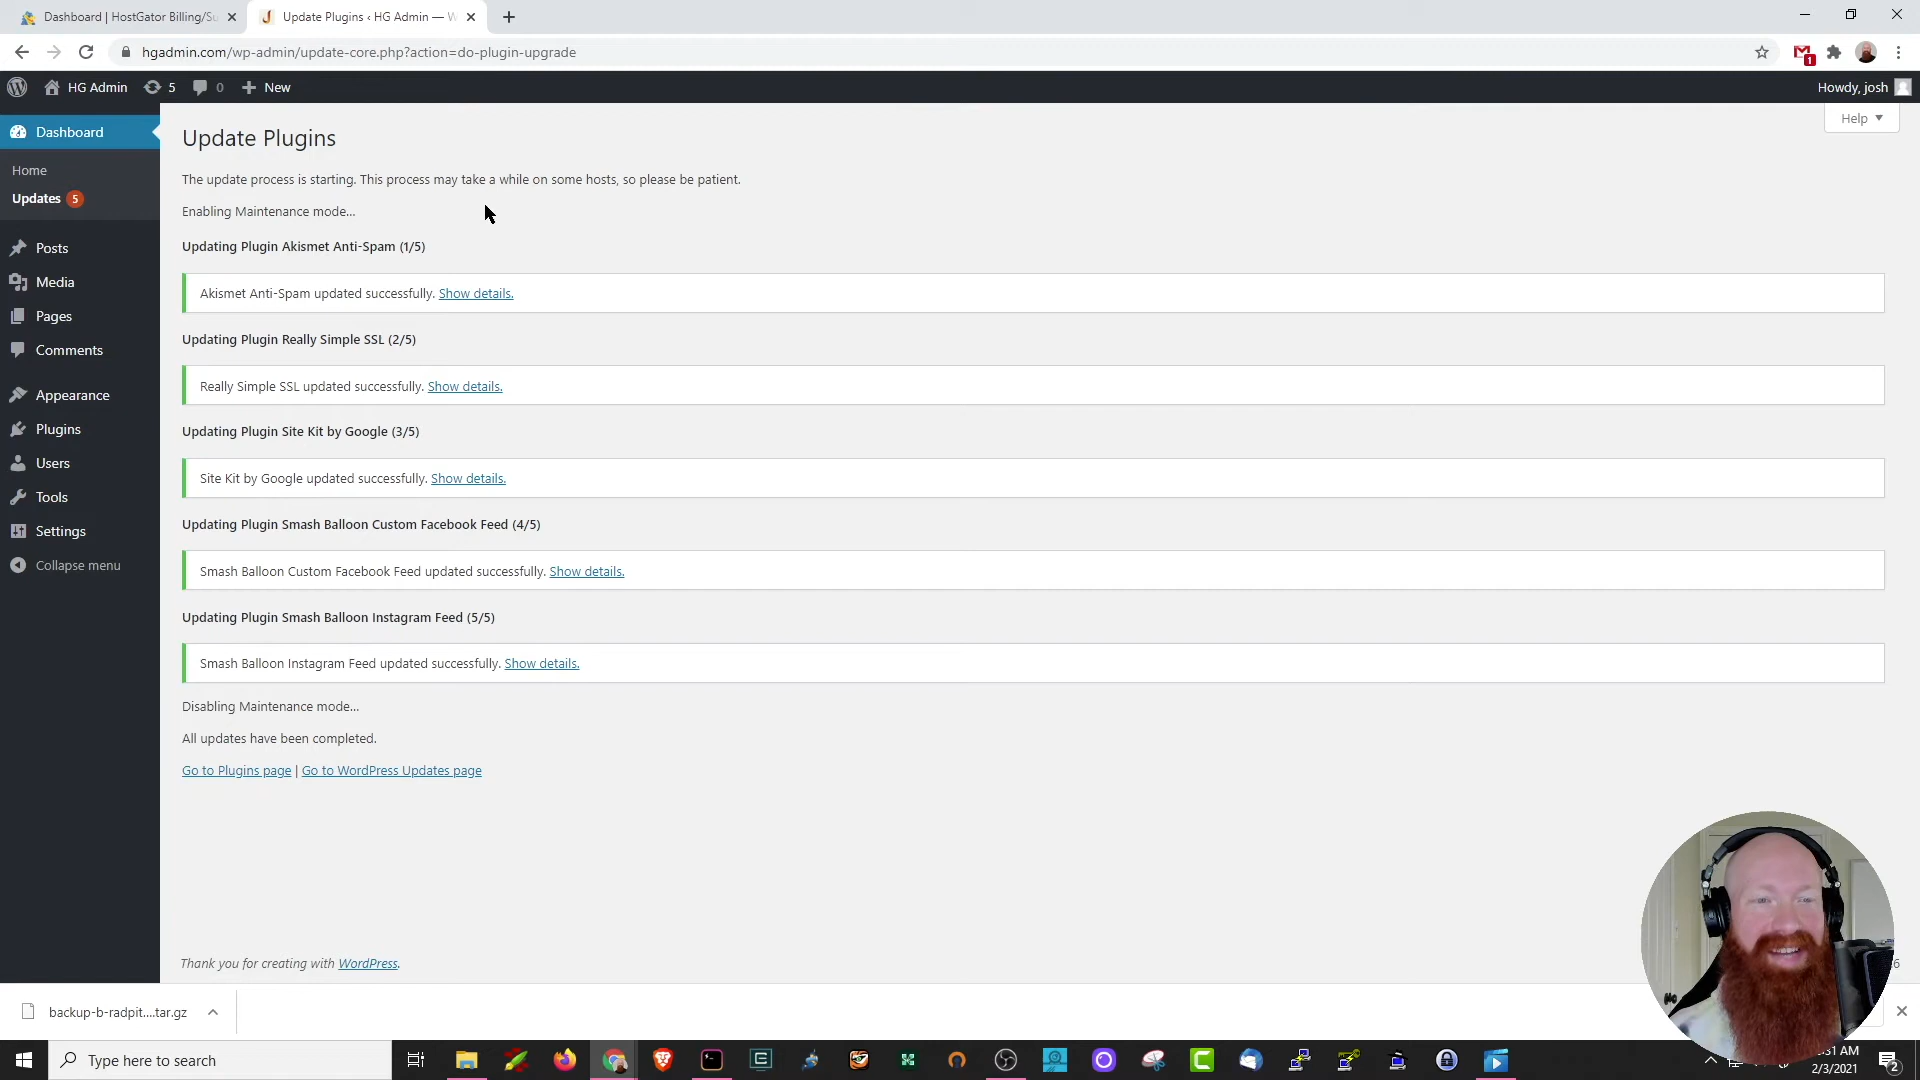 Dashboard | HostGator Billing/Su
Update Plugins ‹ HG Admin — W
hgadmin.com/wp-admin/update-core.php?action=do-plugin-upgrade
1
HG Admin
5
0
New
Howdy, josh
Dashboard
Home
Updates 5
Posts
Media
Pages
Comments
Appearance
Plugins
Users
Tools
Settings
Collapse menu
Help
Update Plugins
The update process is starting. This process may take a while on some hosts, so please be patient.
Enabling Maintenance mode…
Updating Plugin Akismet Anti-Spam (1/5)
Akismet Anti-Spam updated successfully. Show details.
Updating Plugin Really Simple SSL (2/5)
Really Simple SSL updated successfully. Show details.
Updating Plugin Site Kit by Google (3/5)
Site Kit by Google updated successfully. Show details.
Updating Plugin Smash Balloon Custom Facebook Feed (4/5)
Smash Balloon Custom Facebook Feed updated successfully. Show details.
Updating Plugin Smash Balloon Instagram Feed (5/5)
Smash Balloon Instagram Feed updated successfully. Show details.
Disabling Maintenance mode…
All updates have been completed.
Go to Plugins page | Go to WordPress Updates page
Thank you for creating with WordPress.
backup-b-radpit....tar.gz
Type here to search
:31 AM
2/3/2021
2